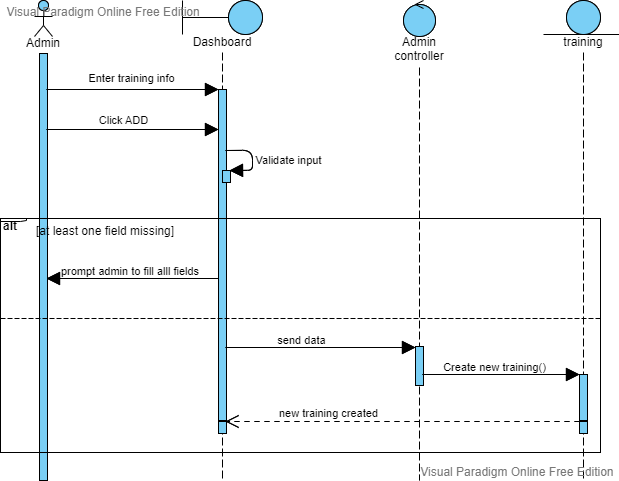 Visual Paradigm Online Free Edition
Admin
Dashboard
Admin
controller
training
Enter training info
Click ADD
Validate input
alt
[at least one field missing]
prompt admin to fill alll fields
send data
Create new training()
new training created
Visual Paradigm Online Free Edition